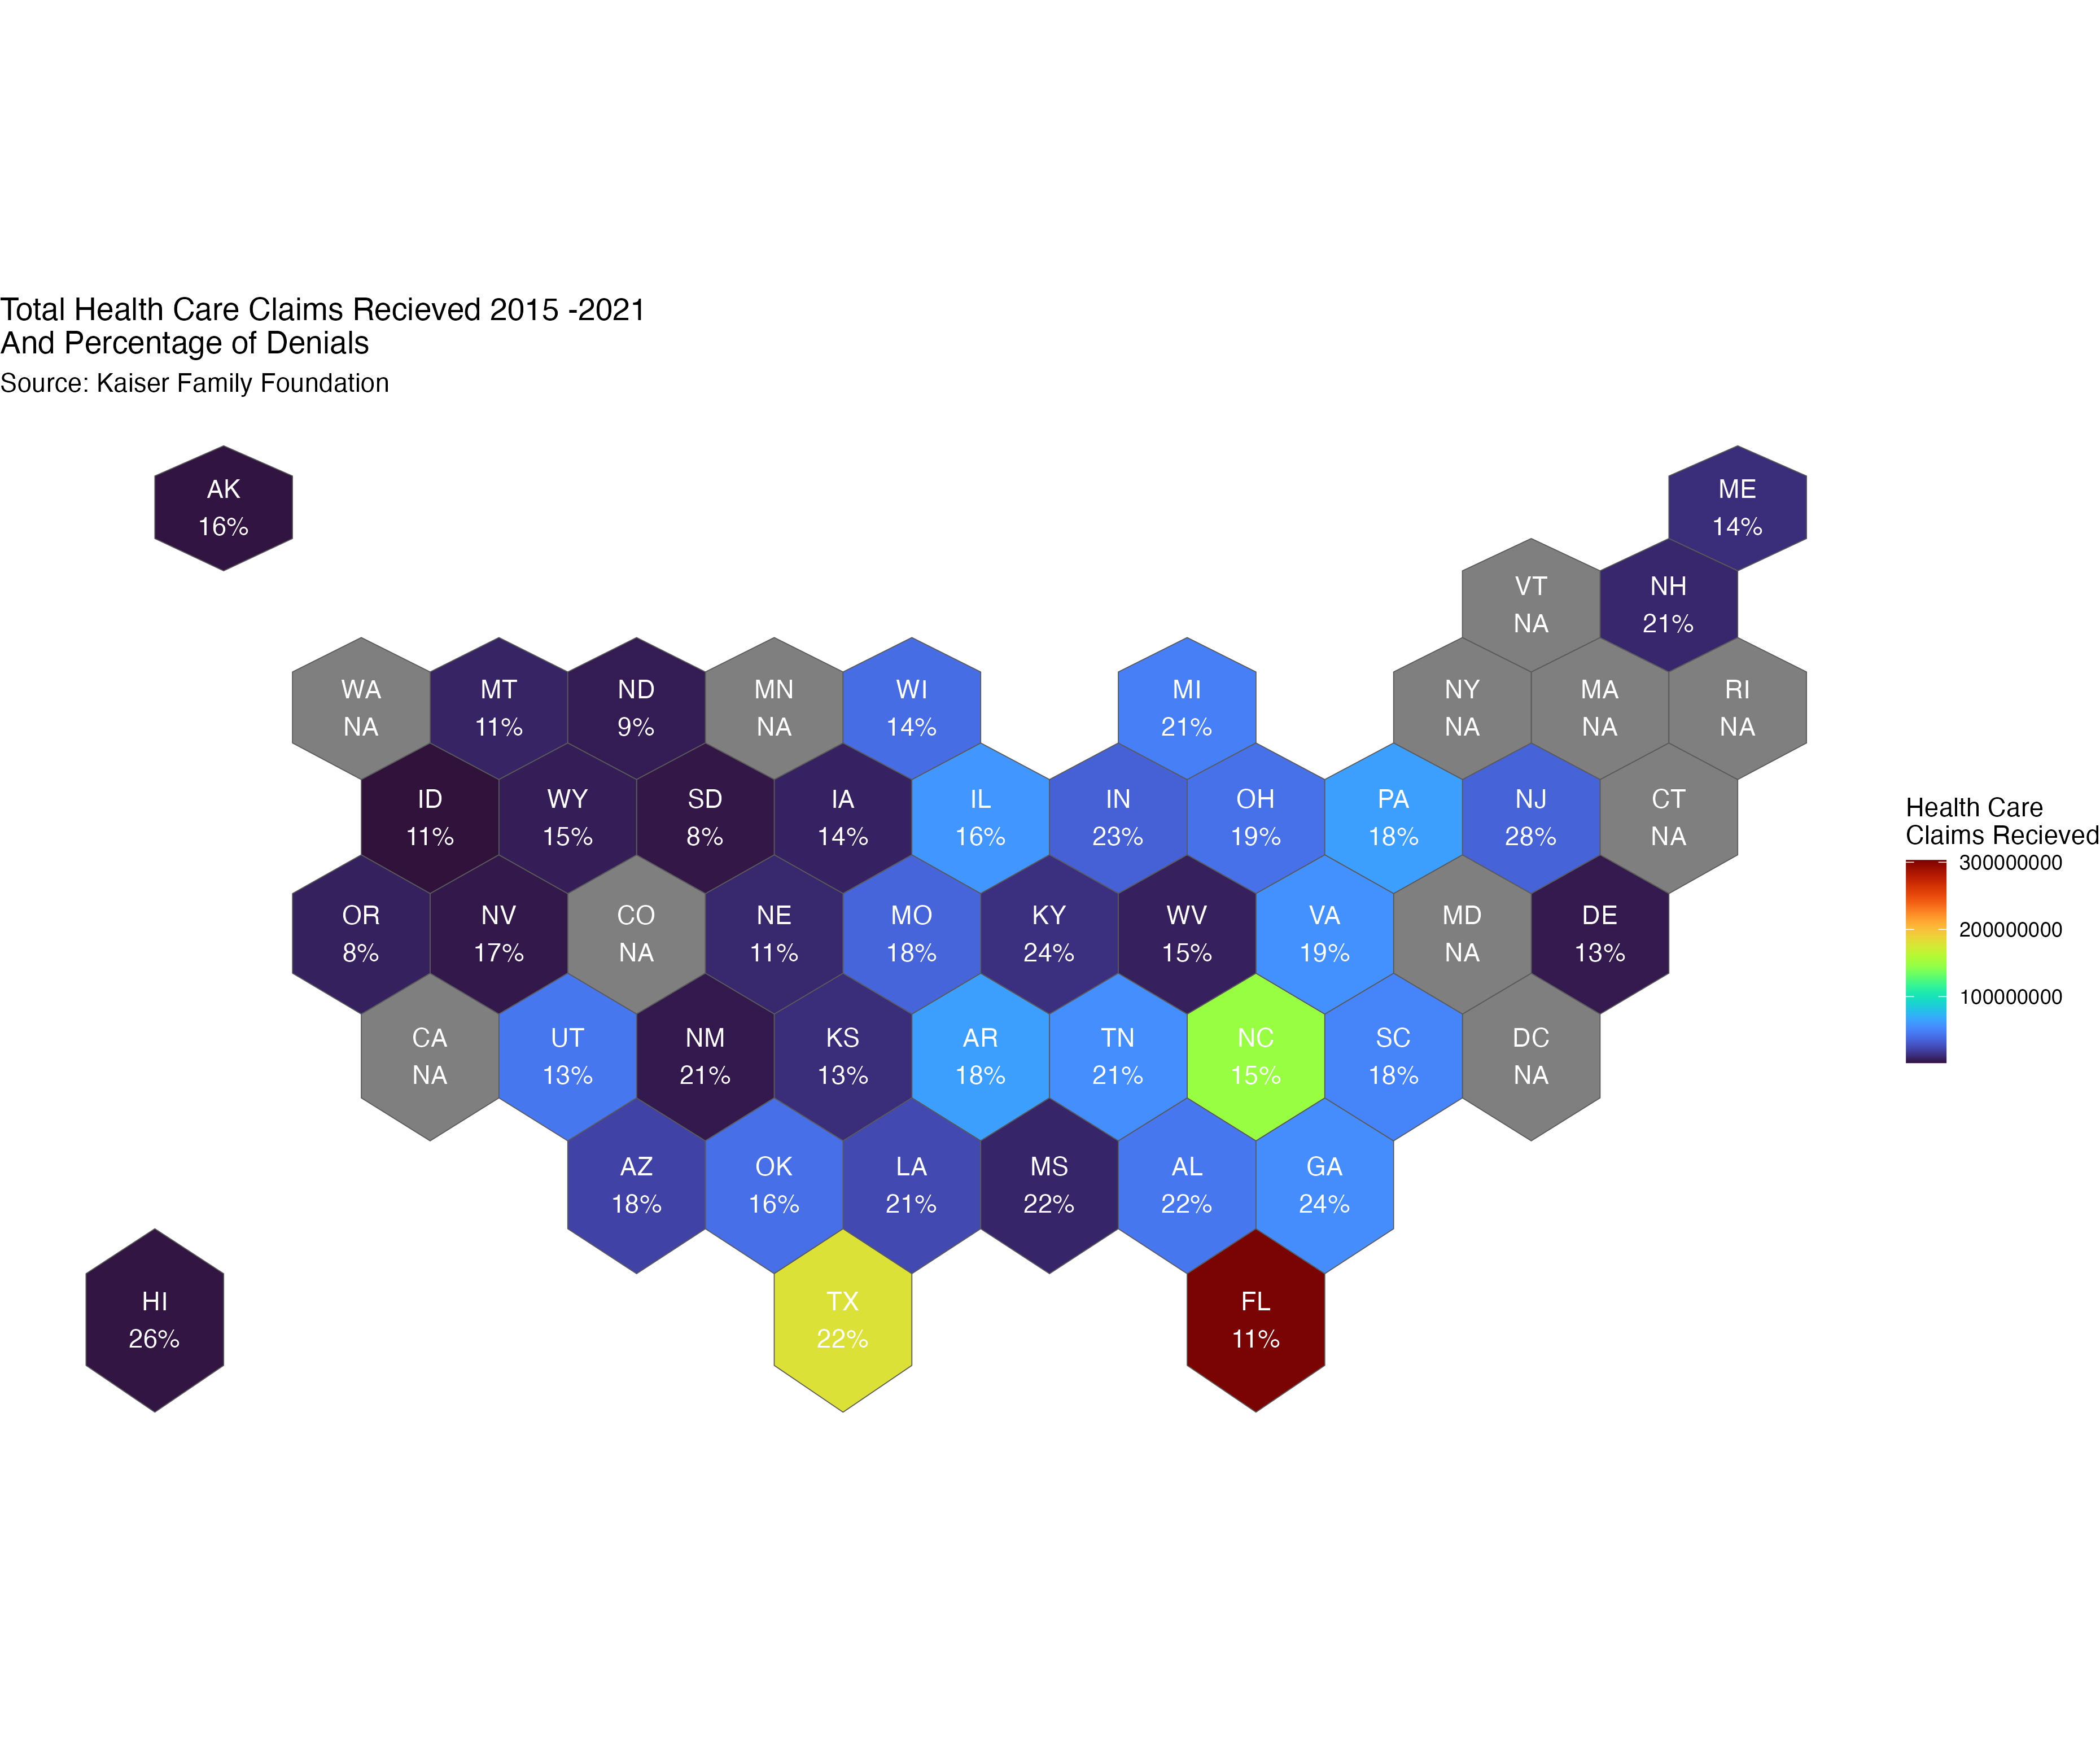 Total Health Care Claims Recieved 2015 -2021
And Percentage of Denials
Source: Kaiser Family Foundation
AK
16%
ME
14%
VT
NA
NH
21%
WA
NA
MT
11%
ND
9%
MN
NA
WI
14%
MI
21%
NY
NA
MA
NA
RI
NA
ID
11%
WY
15%
SD
8%
IA
14%
IL
16%
IN
23%
OH
19%
PA
18%
NJ
28%
CT
NA
OR
8%
NV
17%
CO
NA
NE
11%
MO
18%
KY
24%
WV
15%
VA
19%
MD
NA
DE
13%
CA
NA
UT
13%
NM
21%
KS
13%
AR
18%
TN
21%
NC
15%
SC
18%
DC
NA
AZ
18%
OK
16%
LA
21%
MS
22%
AL
22%
GA
24%
HI
26%
TX
22%
FL
11%
Health Care
Claims Recieved
300000000
200000000
100000000